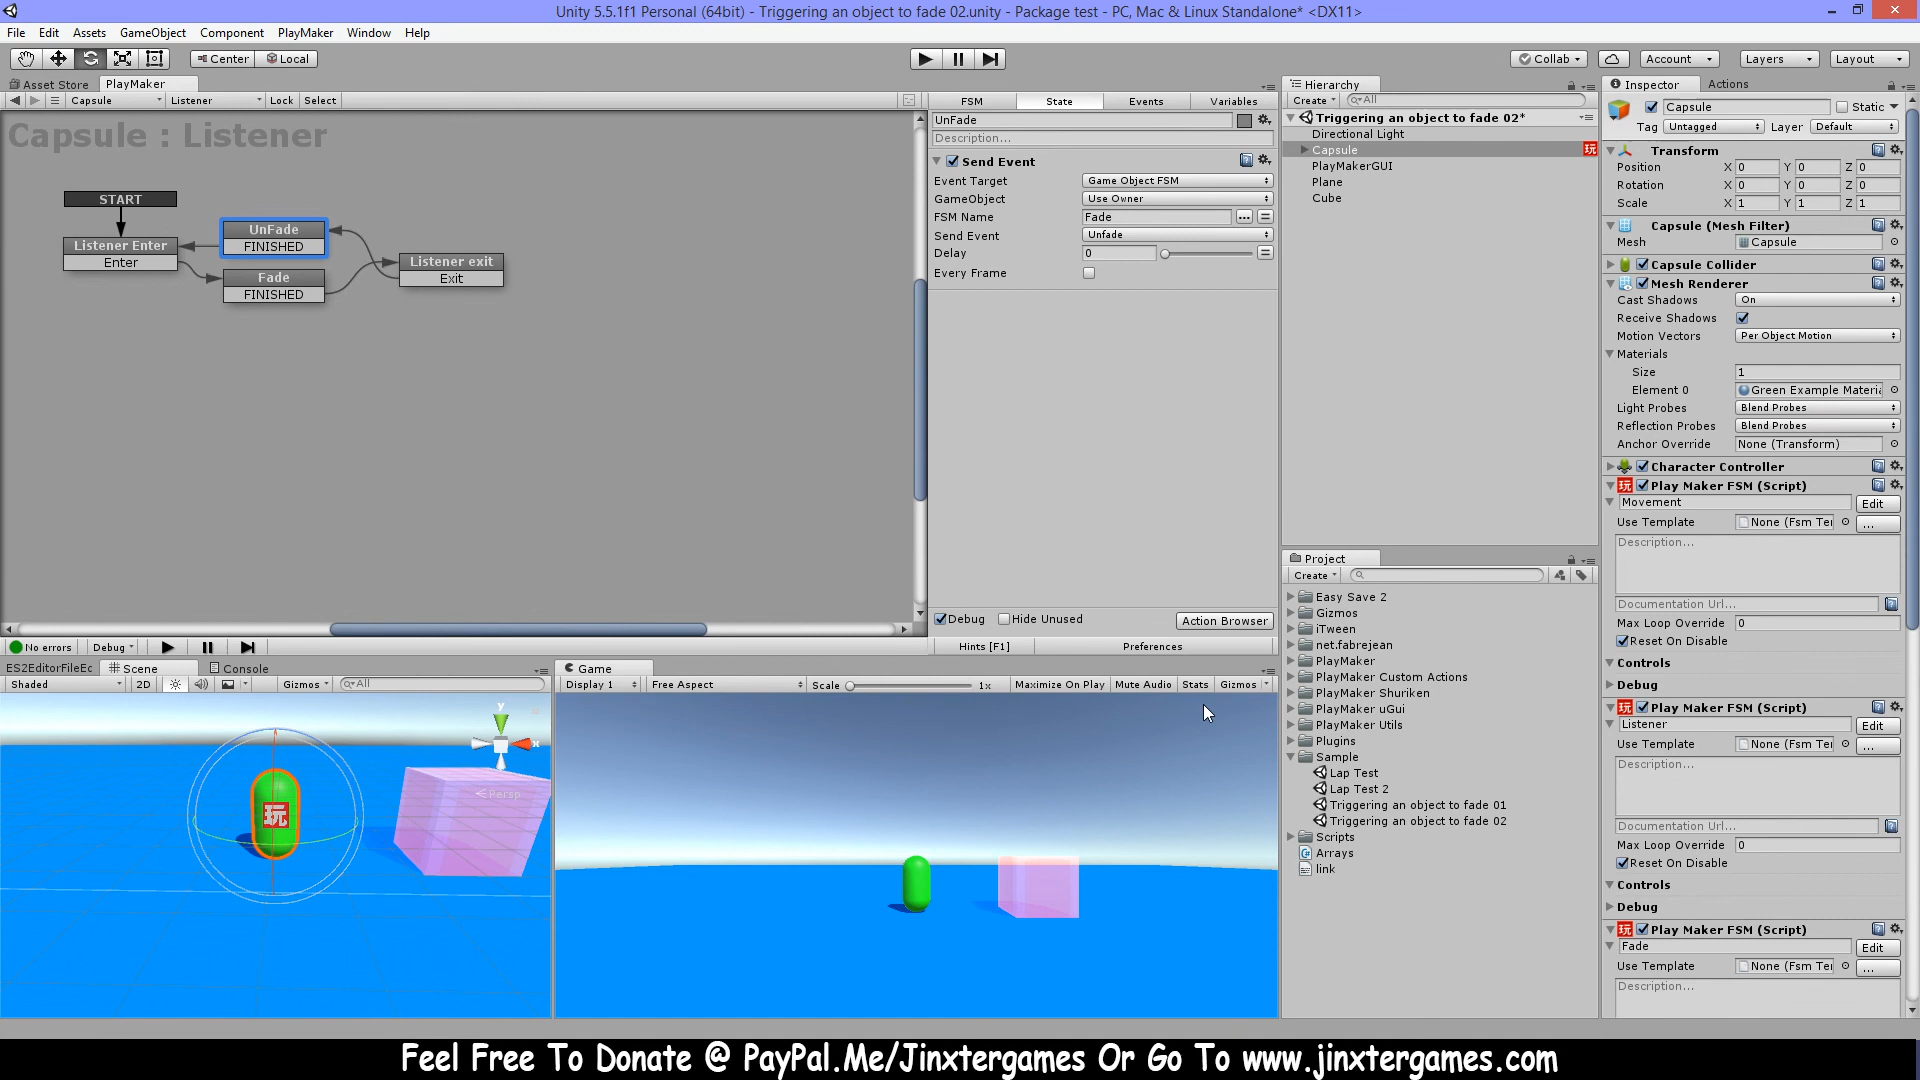 Unity 5.5.1f1 Personal (64bit) - Triggering an object to fade 02.unity - Package test - PC, Mac & Linux Standalone* <DX11>
File Edit Assets GameObject Component PlayMaker Window Help
Center Local Collab Account Layers Layout
Asset Store PlayMaker
Capsule Listener Lock Select
Capsule : Listener
START
Listener Enter
Enter
UnFade
FINISHED
Fade
FINISHED
Listener exit
Exit
No errors Debug
FSM State Events Variables
UnFade
Description...
Send Event
Event Target Game Object FSM
GameObject Use Owner
FSM Name Fade
Send Event Unfade
Delay 0
Every Frame
Debug Hide Unused Action Browser
Hints [F1] Preferences
ES2EditorFileEc Scene Console
Shaded 2D Gizmos All
y
x
Persp
玩
Game
Display 1 Free Aspect Scale 1x Maximize On Play Mute Audio Stats Gizmos
Hierarchy
Create All
Triggering an object to fade 02*
Directional Light
Capsule 玩
PlayMakerGUI
Plane
Cube
Project
Create
Easy Save 2
Gizmos
iTween
net.fabrejean
PlayMaker
PlayMaker Custom Actions
PlayMaker Shuriken
PlayMaker uGui
PlayMaker Utils
Plugins
Sample
Lap Test
Lap Test 2
Triggering an object to fade 01
Triggering an object to fade 02
Scripts
Arrays
link
Inspector Actions
Capsule Static
Tag Untagged Layer Default
Transform
Position X 0 Y 0 Z 0
Rotation X 0 Y 0 Z 0
Scale X 1 Y 1 Z 1
Capsule (Mesh Filter)
Mesh Capsule
Capsule Collider
Mesh Renderer
Cast Shadows On
Receive Shadows
Motion Vectors Per Object Motion
Materials
Size 1
Element 0 Green Example Materia
Light Probes Blend Probes
Reflection Probes Blend Probes
Anchor Override None (Transform)
Character Controller
玩 Play Maker FSM (Script)
Movement Edit
Use Template None (Fsm Ter ...
Description...
Documentation Url...
Max Loop Override 0
Reset On Disable
Controls
Debug
玩 Play Maker FSM (Script)
Listener Edit
Use Template None (Fsm Ter ...
Description...
Documentation Url...
Max Loop Override 0
Reset On Disable
Controls
Debug
玩 Play Maker FSM (Script)
Fade Edit
Use Template None (Fsm Ter ...
Description...
Feel Free To Donate @ PayPal.Me/Jinxtergames Or Go To www.jinxtergames.com